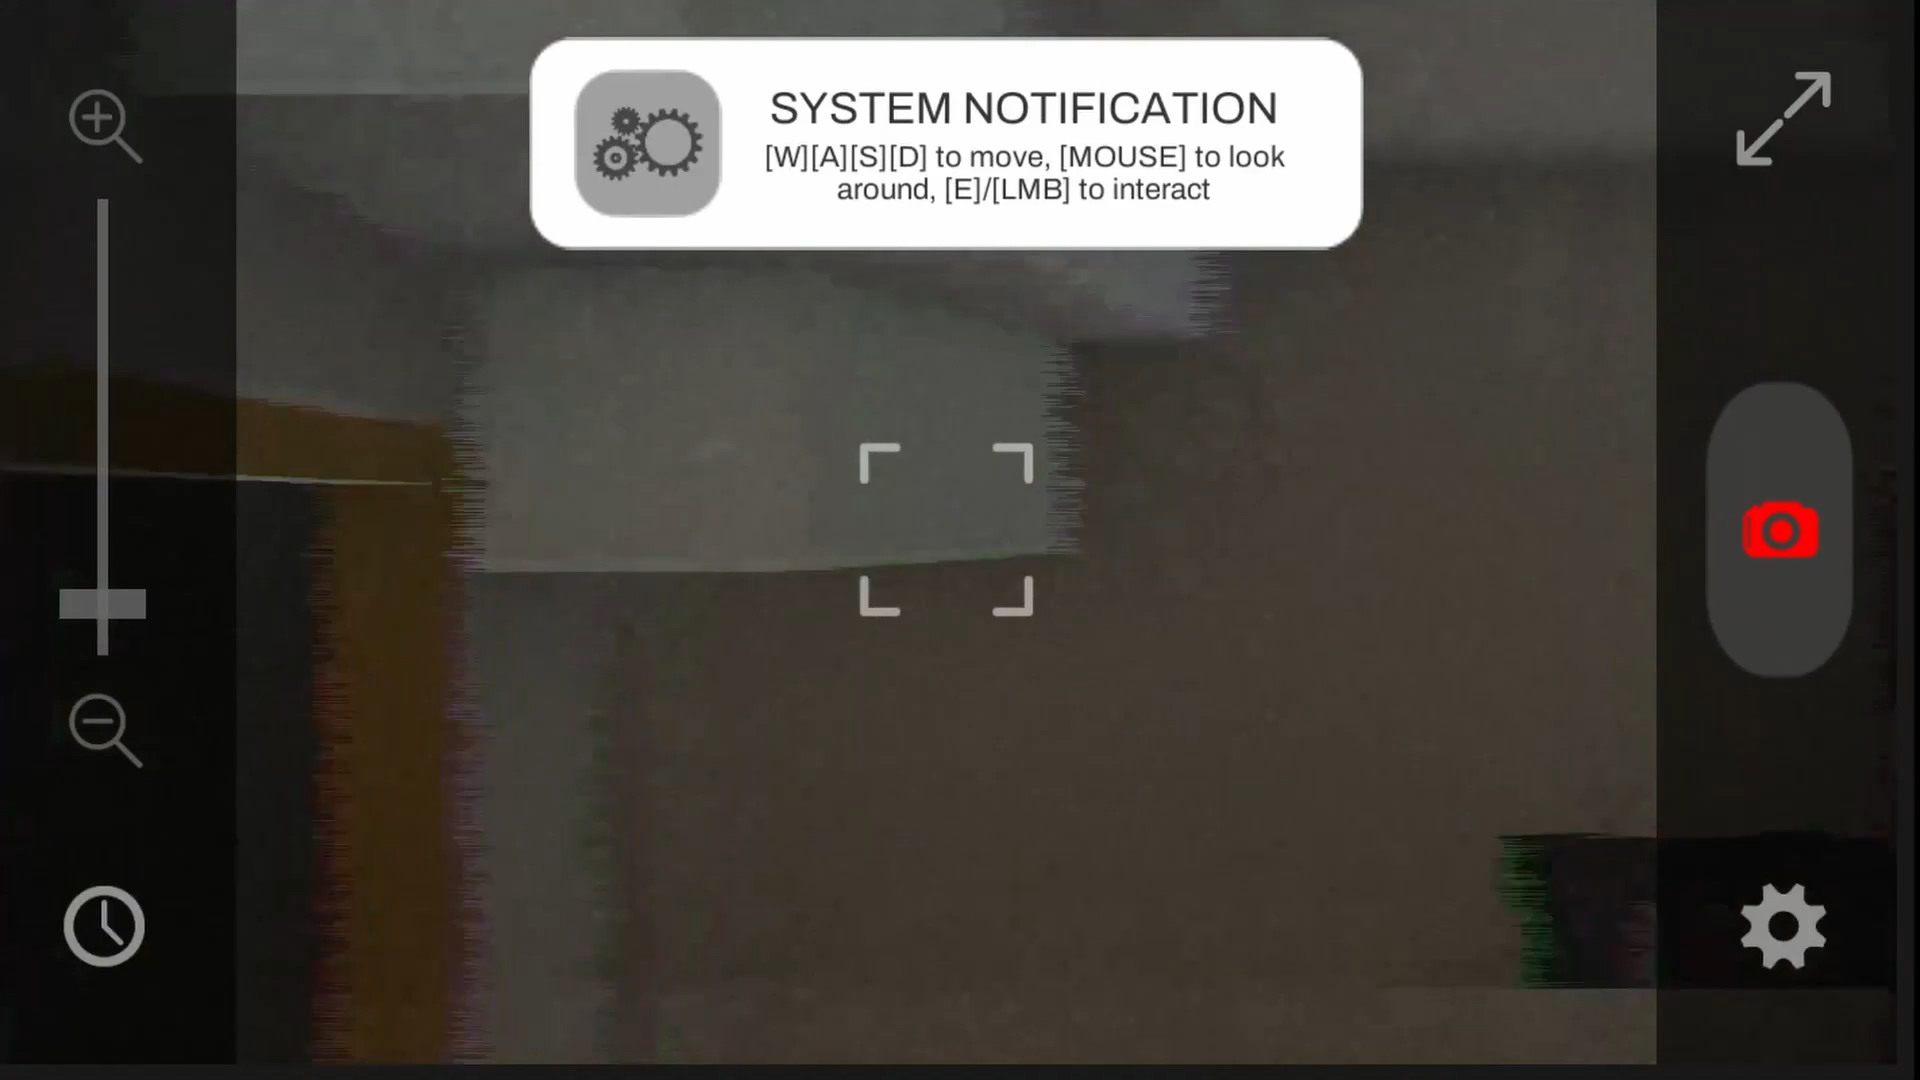 SYSTEM NOTIFICATION
[W][A][S][D] to move, [MOUSE] to look
around, [E]/[LMB] to interact